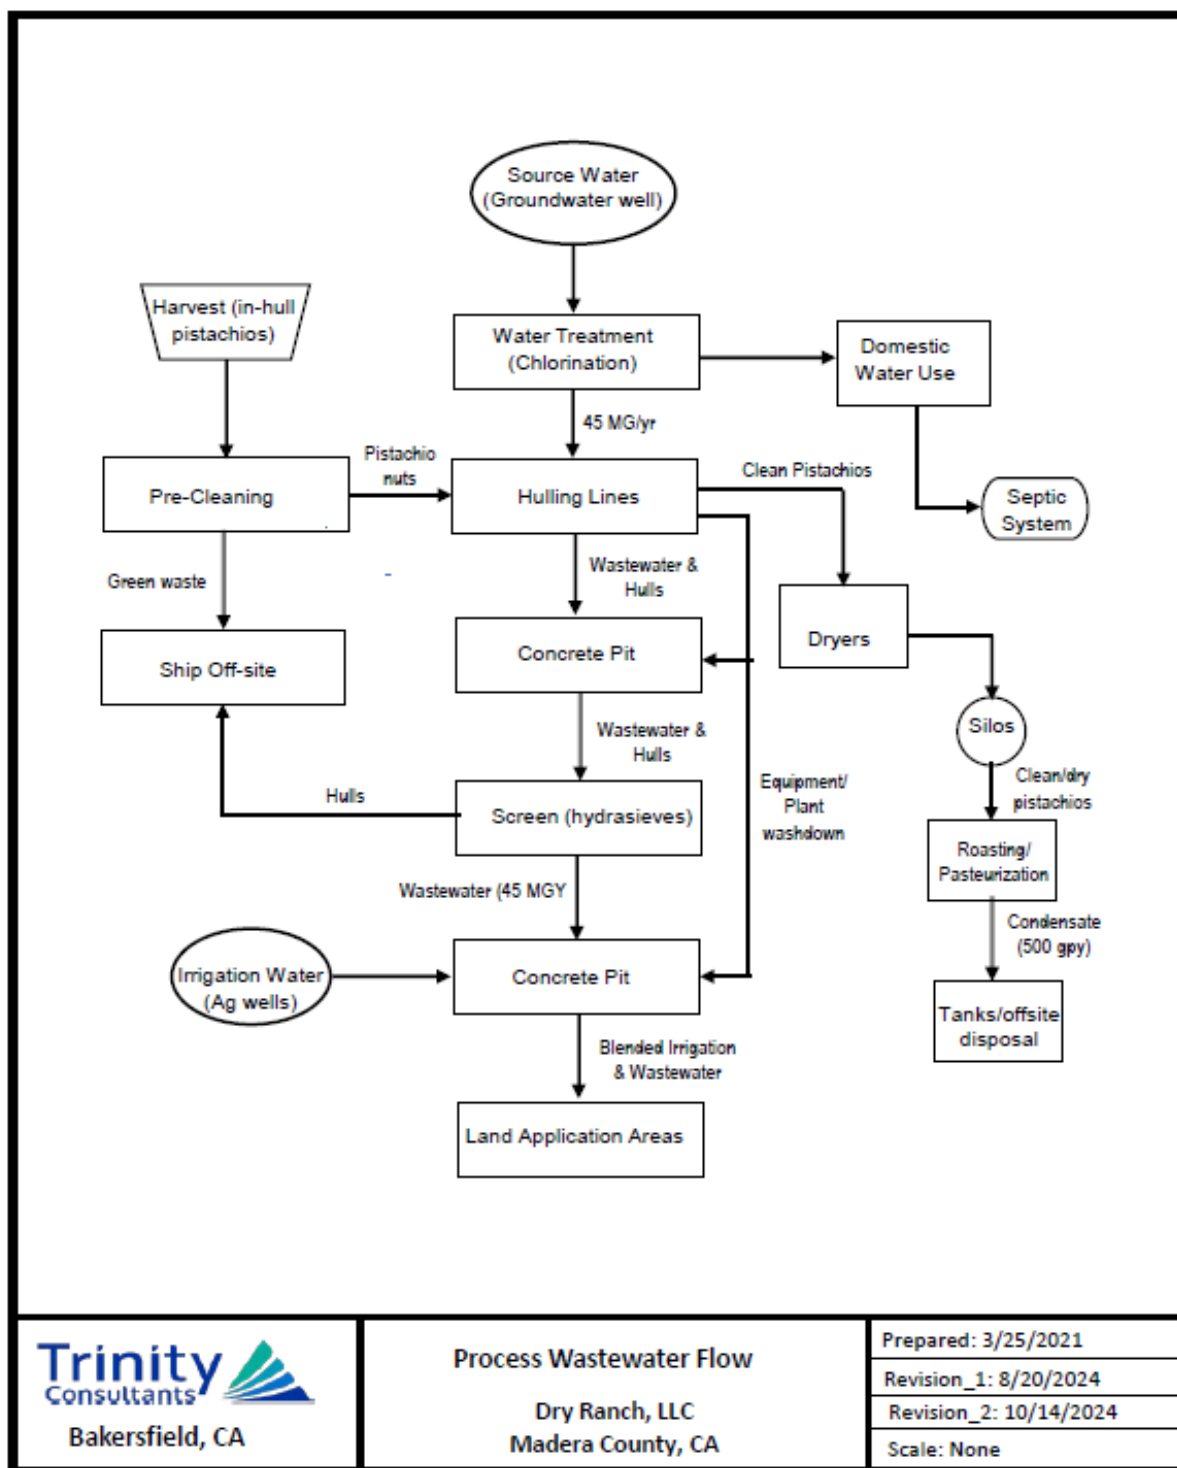 Source Water
(Groundwater well)
Harvest (in-hull
pistachios)
Water Treatment
(Chlorination)
Domestic
Water Use
45 MG/yr
Pistachio
nuts
Clean Pistachios
Pre-Cleaning
Hulling Lines
Septic
System
Green waste
Wastewater &
Hulls
Ship Off-site
Concrete Pit
Dryers
Wastewater &
Hulls
Silos
Hulls
Equipment/
Plant
washdown
Clean/dry
pistachios
Screen (hydrasieves)
Roasting/
Pasteurization
Wastewater (45 MGY
Condensate
(500 gpy)
Irrigation Water
(Ag wells)
Concrete Pit
Tanks/offsite
disposal
Blended Irrigation
& Wastewater
Land Application Areas
Trinity
Consultants
Bakersfield, CA
Process Wastewater Flow
Dry Ranch, LLC
Madera County, CA
Prepared: 3/25/2021
Revision_1: 8/20/2024
Revision_2: 10/14/2024
Scale: None